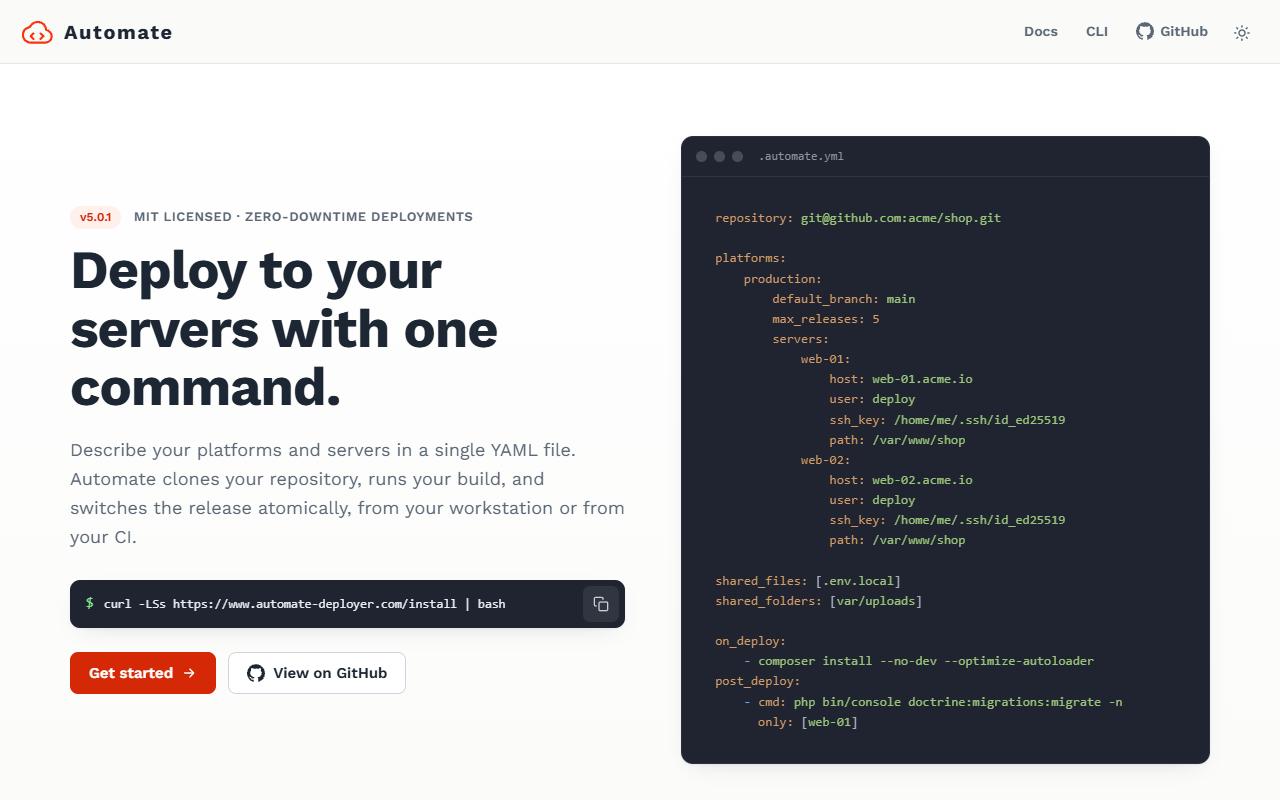 Automate
Docs CLI GitHub
v5.0.1 MIT LICENSED · ZERO-DOWNTIME DEPLOYMENTS
Deploy to your
servers with one
command.
Describe your platforms and servers in a single YAML file.
Automate clones your repository, runs your build, and
switches the release atomically, from your workstation or from
your CI.
$ curl -LSs https://www.automate-deployer.com/install | bash
Get started →
View on GitHub
.automate.yml
repository: git@github.com:acme/shop.git
platforms:
    production:
        default_branch: main
        max_releases: 5
        servers:
            web-01:
                host: web-01.acme.io
                user: deploy
                ssh_key: /home/me/.ssh/id_ed25519
                path: /var/www/shop
            web-02:
                host: web-02.acme.io
                user: deploy
                ssh_key: /home/me/.ssh/id_ed25519
                path: /var/www/shop
shared_files: [.env.local]
shared_folders: [var/uploads]
on_deploy:
    - composer install --no-dev --optimize-autoloader
post_deploy:
    - cmd: php bin/console doctrine:migrations:migrate -n
      only: [web-01]